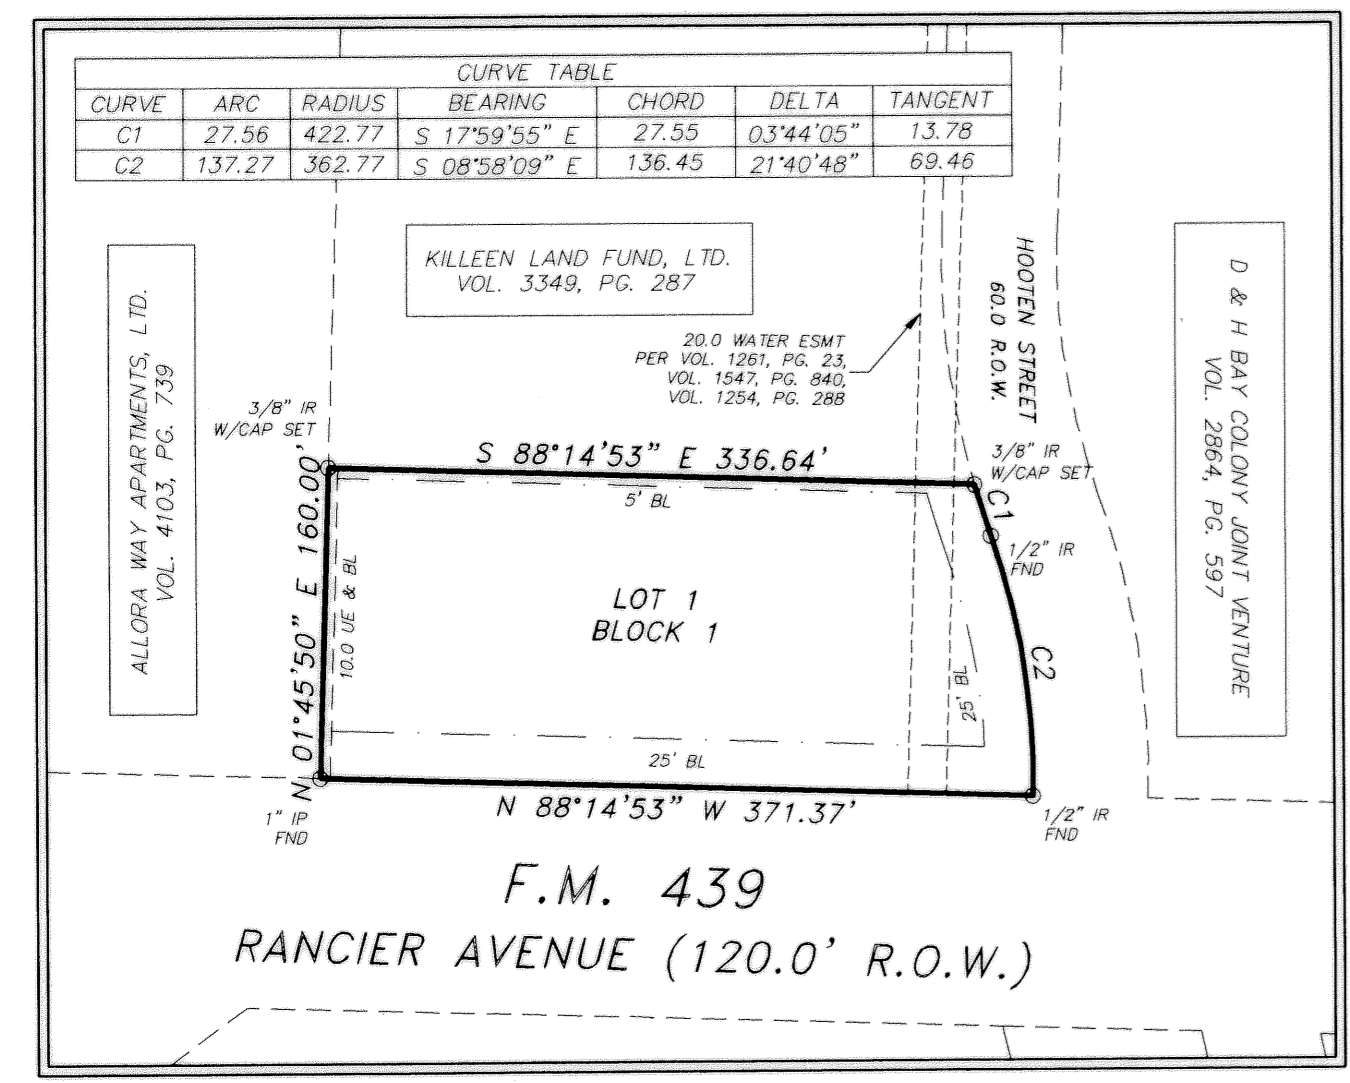 CURVE TABLE
CURVE ARC RADIUS BEARING CHORD DELTA TANGENT
C1 27.56 422.77 S 17°59'55" E 27.55 03°44'05" 13.78
C2 137.27 362.77 S 08°58'09" E 136.45 21°40'48" 69.46
KILLEEN LAND FUND, LTD.
VOL. 3349, PG. 287
ALLORA WAY APARTMENTS, LTD.
VOL. 4103, PG. 739
20.0 WATER ESMT
PER VOL. 1261, PG. 23,
VOL. 1547, PG. 840,
VOL. 1254, PG. 288
HOOTEN STREET
60.0 R.O.W.
D & H BAY COLONY JOINT VENTURE
VOL. 2864, PG. 597
3/8" IR
W/CAP SET
S 88°14'53" E 336.64'
3/8" IR
W/CAP SET
5' BL
C1
1/2" IR
FND
N 01°45'50" E 160.00'
10.0 UE & BL
LOT 1
BLOCK 1
C2
25' BL
25' BL
N 88°14'53" W 371.37'
1" IP
FND
1/2" IR
FND
F.M. 439
RANCIER AVENUE (120.0' R.O.W.)